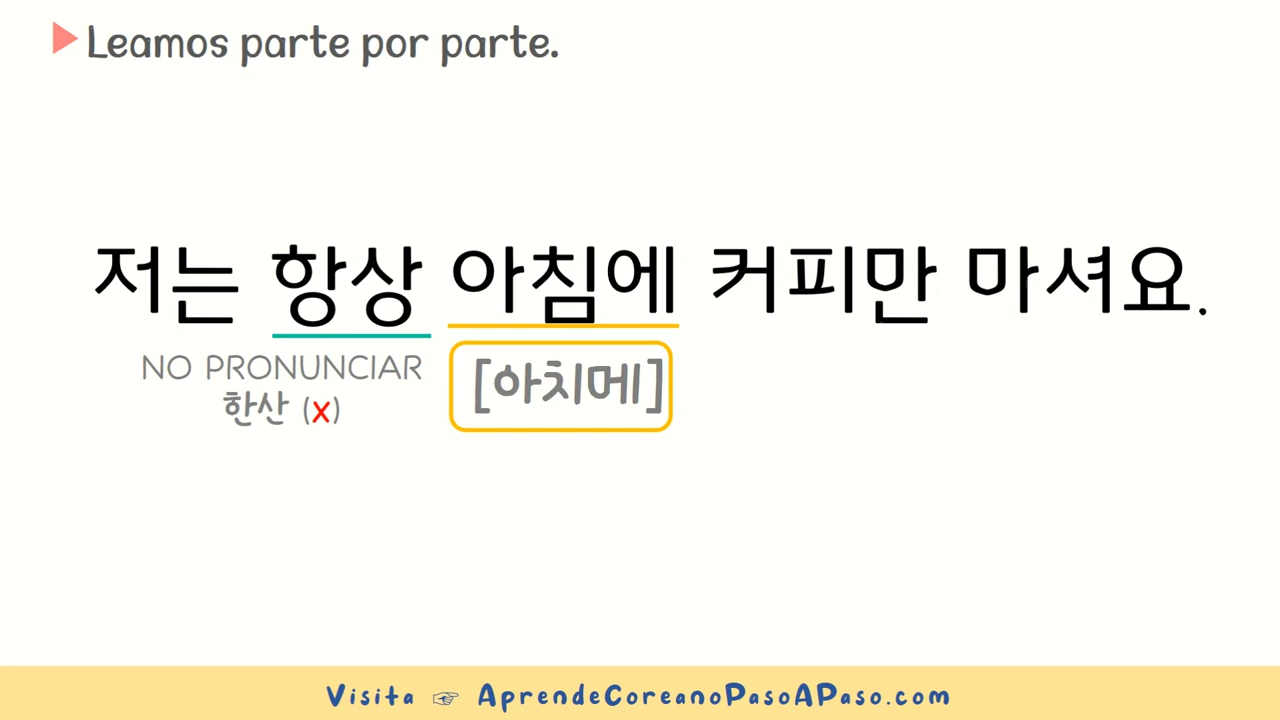 Leamos parte por parte.
저는 항상 아침에 커피만 마셔요.
NO PRONUNCIAR
한산 (x)
[아치메]
Visita ☞ AprendeCoreanoPasoAPaso.com